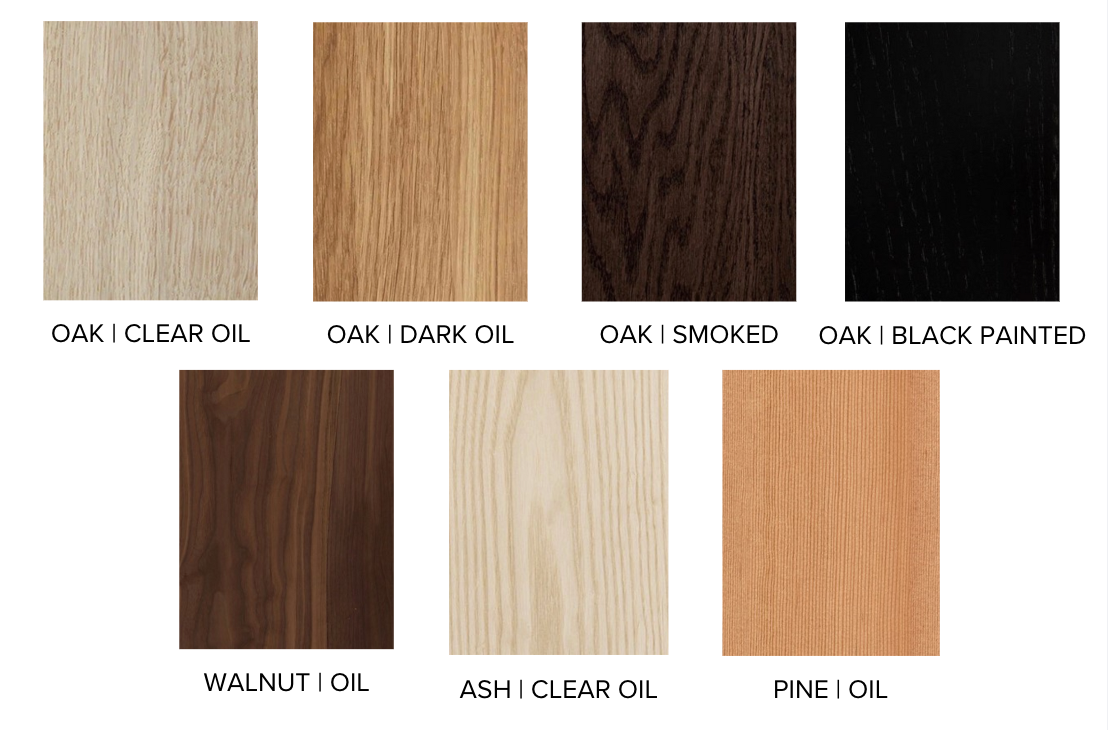 OAK | CLEAR OIL
OAK | DARK OIL
OAK | SMOKED
OAK | BLACK PAINTED
WALNUT | OIL
ASH | CLEAR OIL
PINE | OIL